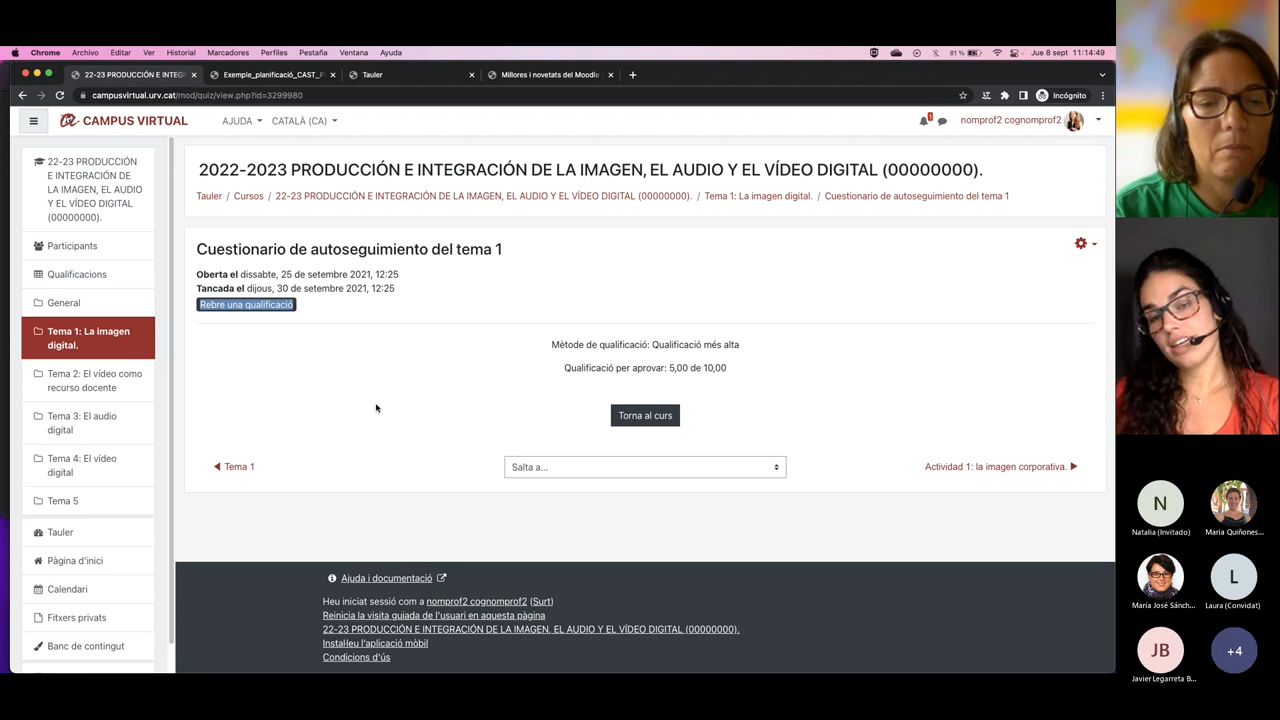 Chrome Archivo Editar Ver Historial Marcadores Perfiles Pestaña Ventana Ayuda
81 % Jue 8 sept 11:14:49
22-23 PRODUCCIÓN E INTEG
Exemple_planificació_CAST_P
Tauler
Millores i novetats del Moodle
campusvirtual.urv.cat/mod/quiz/view.php?id=3299980
Incógnito
CAMPUS VIRTUAL
AJUDA
CATALÀ (CA)
nomprof2 cognomprof2
22-23 PRODUCCIÓN
E INTEGRACIÓN DE
LA IMAGEN, EL AUDIO
Y EL VÍDEO DIGITAL
(00000000).
Participants
Qualificacions
General
Tema 1: La imagen
digital.
Tema 2: El vídeo como
recurso docente
Tema 3: El audio
digital
Tema 4: El vídeo
digital
Tema 5
Tauler
Pàgina d'inici
Calendari
Fitxers privats
Banc de contingut
2022-2023 PRODUCCIÓN E INTEGRACIÓN DE LA IMAGEN, EL AUDIO Y EL VÍDEO DIGITAL (00000000).
Tauler / Cursos / 22-23 PRODUCCIÓN E INTEGRACIÓN DE LA IMAGEN, EL AUDIO Y EL VÍDEO DIGITAL (00000000). / Tema 1: La imagen digital. / Cuestionario de autoseguimiento del tema 1
Cuestionario de autoseguimiento del tema 1
Oberta el dissabte, 25 de setembre 2021, 12:25
Tancada el dijous, 30 de setembre 2021, 12:25
Rebre una qualificació
Mètode de qualificació: Qualificació més alta
Qualificació per aprovar: 5,00 de 10,00
Torna al curs
Tema 1
Salta a...
Actividad 1: la imagen corporativa.
Ajuda i documentació
Heu iniciat sessió com a nomprof2 cognomprof2 (Surt)
Reinicia la visita guiada de l'usuari en aquesta pàgina
22-23 PRODUCCIÓN E INTEGRACIÓN DE LA IMAGEN, EL AUDIO Y EL VÍDEO DIGITAL (00000000).
Instal·leu l'aplicació mòbil
Condicions d'ús
N
Natalia (Invitado)
Maria Quiñones...
María José Sánch...
L
Laura (Convidat)
JB
Javier Legarreta B...
+4